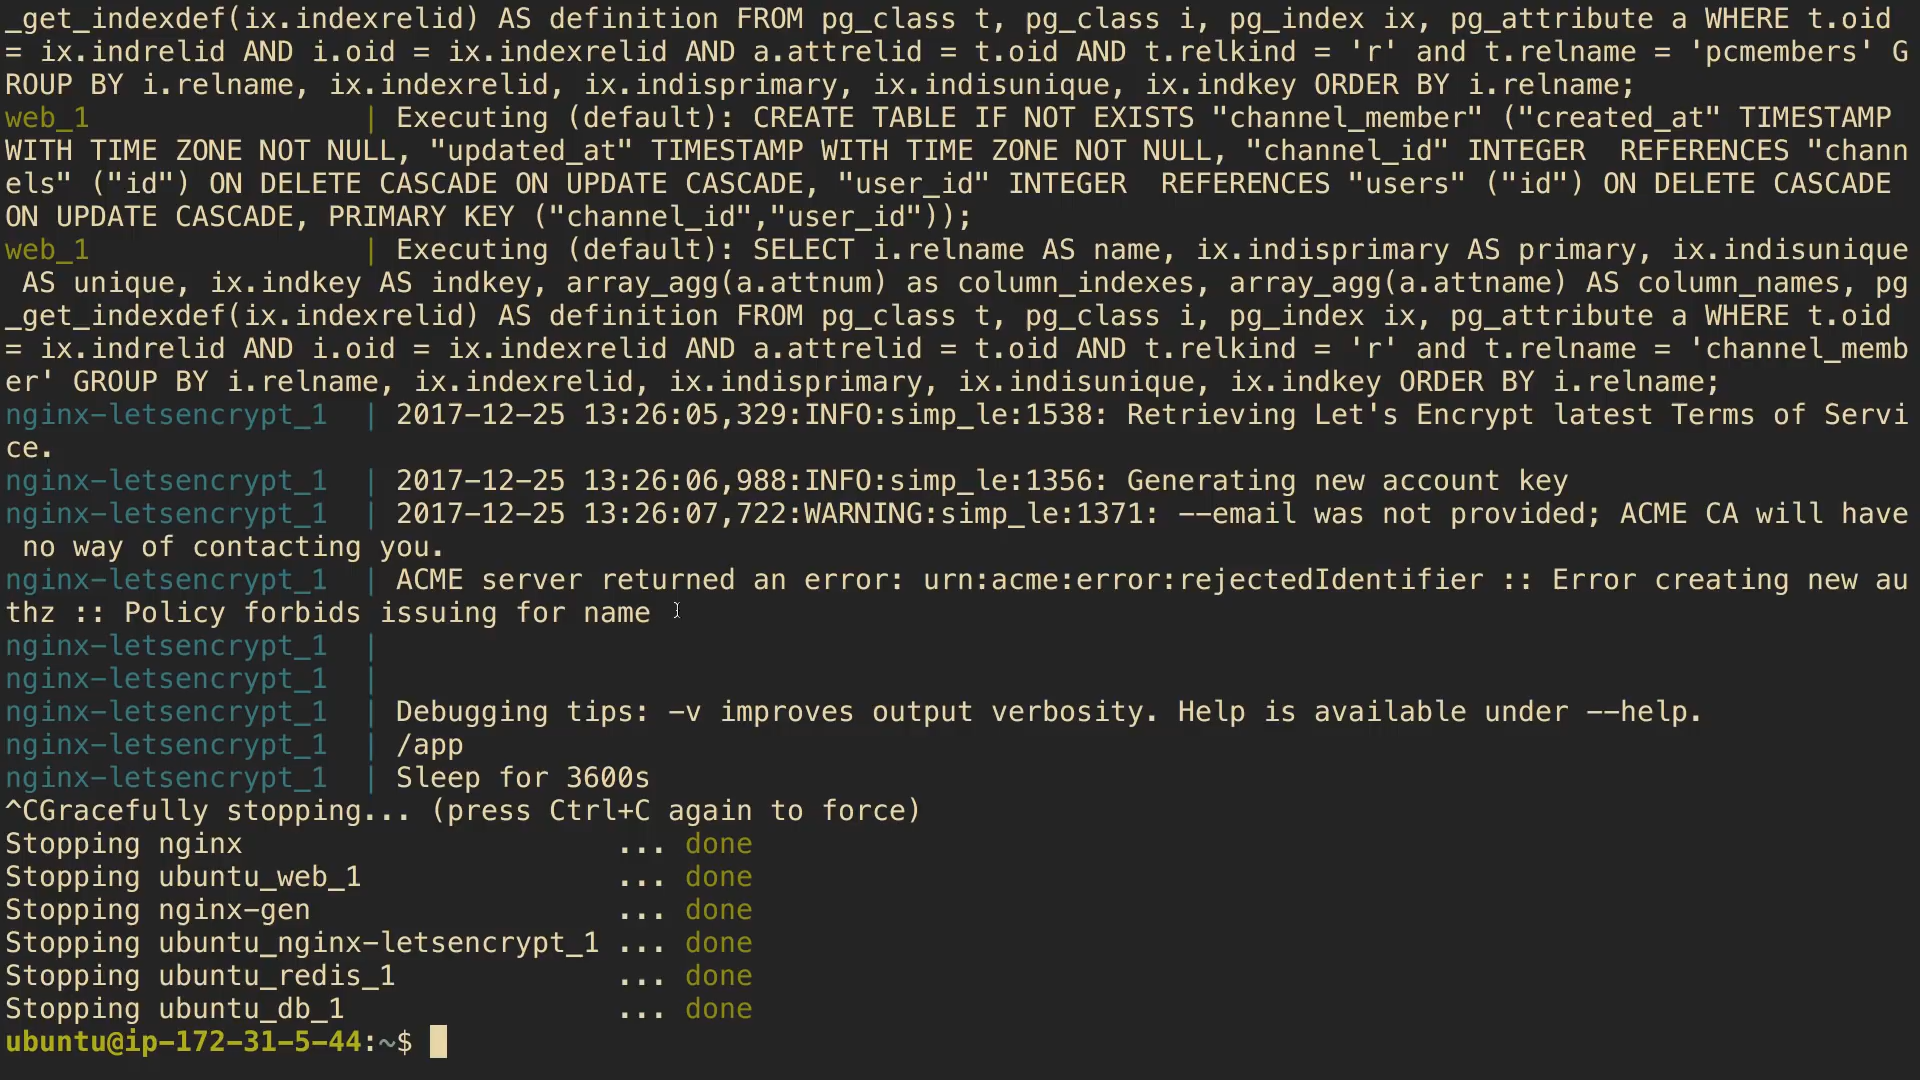 _get_indexdef(ix.indexrelid) AS definition FROM pg_class t, pg_class i, pg_index ix, pg_attribute a WHERE t.oid
= ix.indrelid AND i.oid = ix.indexrelid AND a.attrelid = t.oid AND t.relkind = 'r' and t.relname = 'pcmembers' G
ROUP BY i.relname, ix.indexrelid, ix.indisprimary, ix.indisunique, ix.indkey ORDER BY i.relname;
web_1                | Executing (default): CREATE TABLE IF NOT EXISTS "channel_member" ("created_at" TIMESTAMP
WITH TIME ZONE NOT NULL, "updated_at" TIMESTAMP WITH TIME ZONE NOT NULL, "channel_id" INTEGER  REFERENCES "chann
els" ("id") ON DELETE CASCADE ON UPDATE CASCADE, "user_id" INTEGER  REFERENCES "users" ("id") ON DELETE CASCADE
ON UPDATE CASCADE, PRIMARY KEY ("channel_id","user_id"));
web_1                | Executing (default): SELECT i.relname AS name, ix.indisprimary AS primary, ix.indisunique
 AS unique, ix.indkey AS indkey, array_agg(a.attnum) as column_indexes, array_agg(a.attname) AS column_names, pg
_get_indexdef(ix.indexrelid) AS definition FROM pg_class t, pg_class i, pg_index ix, pg_attribute a WHERE t.oid
= ix.indrelid AND i.oid = ix.indexrelid AND a.attrelid = t.oid AND t.relkind = 'r' and t.relname = 'channel_memb
er' GROUP BY i.relname, ix.indexrelid, ix.indisprimary, ix.indisunique, ix.indkey ORDER BY i.relname;
nginx-letsencrypt_1  | 2017-12-25 13:26:05,329:INFO:simp_le:1538: Retrieving Let's Encrypt latest Terms of Servi
ce.
nginx-letsencrypt_1  | 2017-12-25 13:26:06,988:INFO:simp_le:1356: Generating new account key
nginx-letsencrypt_1  | 2017-12-25 13:26:07,722:WARNING:simp_le:1371: --email was not provided; ACME CA will have
 no way of contacting you.
nginx-letsencrypt_1  | ACME server returned an error: urn:acme:error:rejectedIdentifier :: Error creating new au
thz :: Policy forbids issuing for name
nginx-letsencrypt_1  |
nginx-letsencrypt_1  |
nginx-letsencrypt_1  | Debugging tips: -v improves output verbosity. Help is available under --help.
nginx-letsencrypt_1  | /app
nginx-letsencrypt_1  | Sleep for 3600s
^CGracefully stopping... (press Ctrl+C again to force)
Stopping nginx                      ... done
Stopping ubuntu_web_1               ... done
Stopping nginx-gen                  ... done
Stopping ubuntu_nginx-letsencrypt_1 ... done
Stopping ubuntu_redis_1             ... done
Stopping ubuntu_db_1                ... done
ubuntu@ip-172-31-5-44:~$